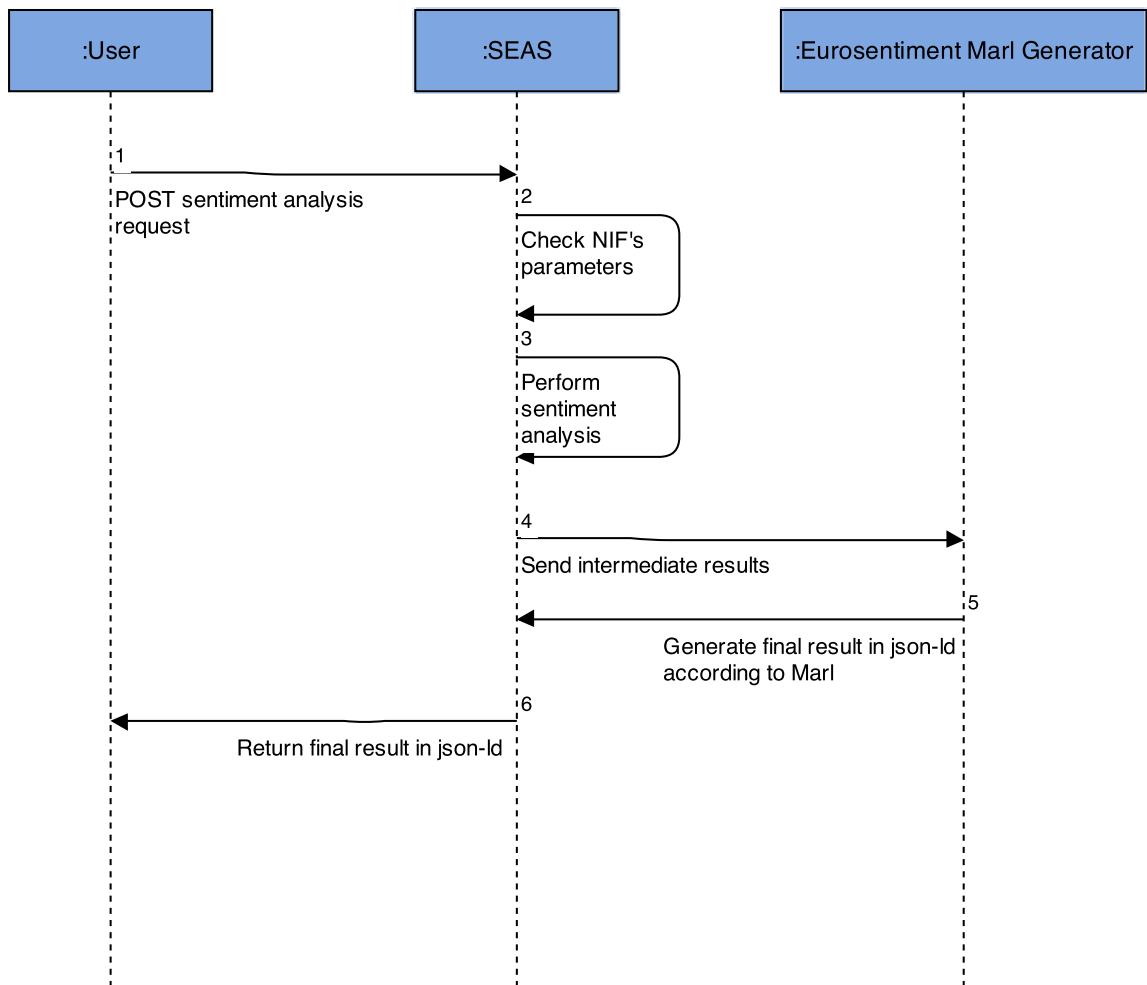 :User
:SEAS
:Eurosentiment Marl Generator
1
POST sentiment analysis
request
2
Check NIF's
parameters
3
Perform
sentiment
analysis
4
Send intermediate results
5
Generate final result in json-ld
according to Marl
6
Return final result in json-ld